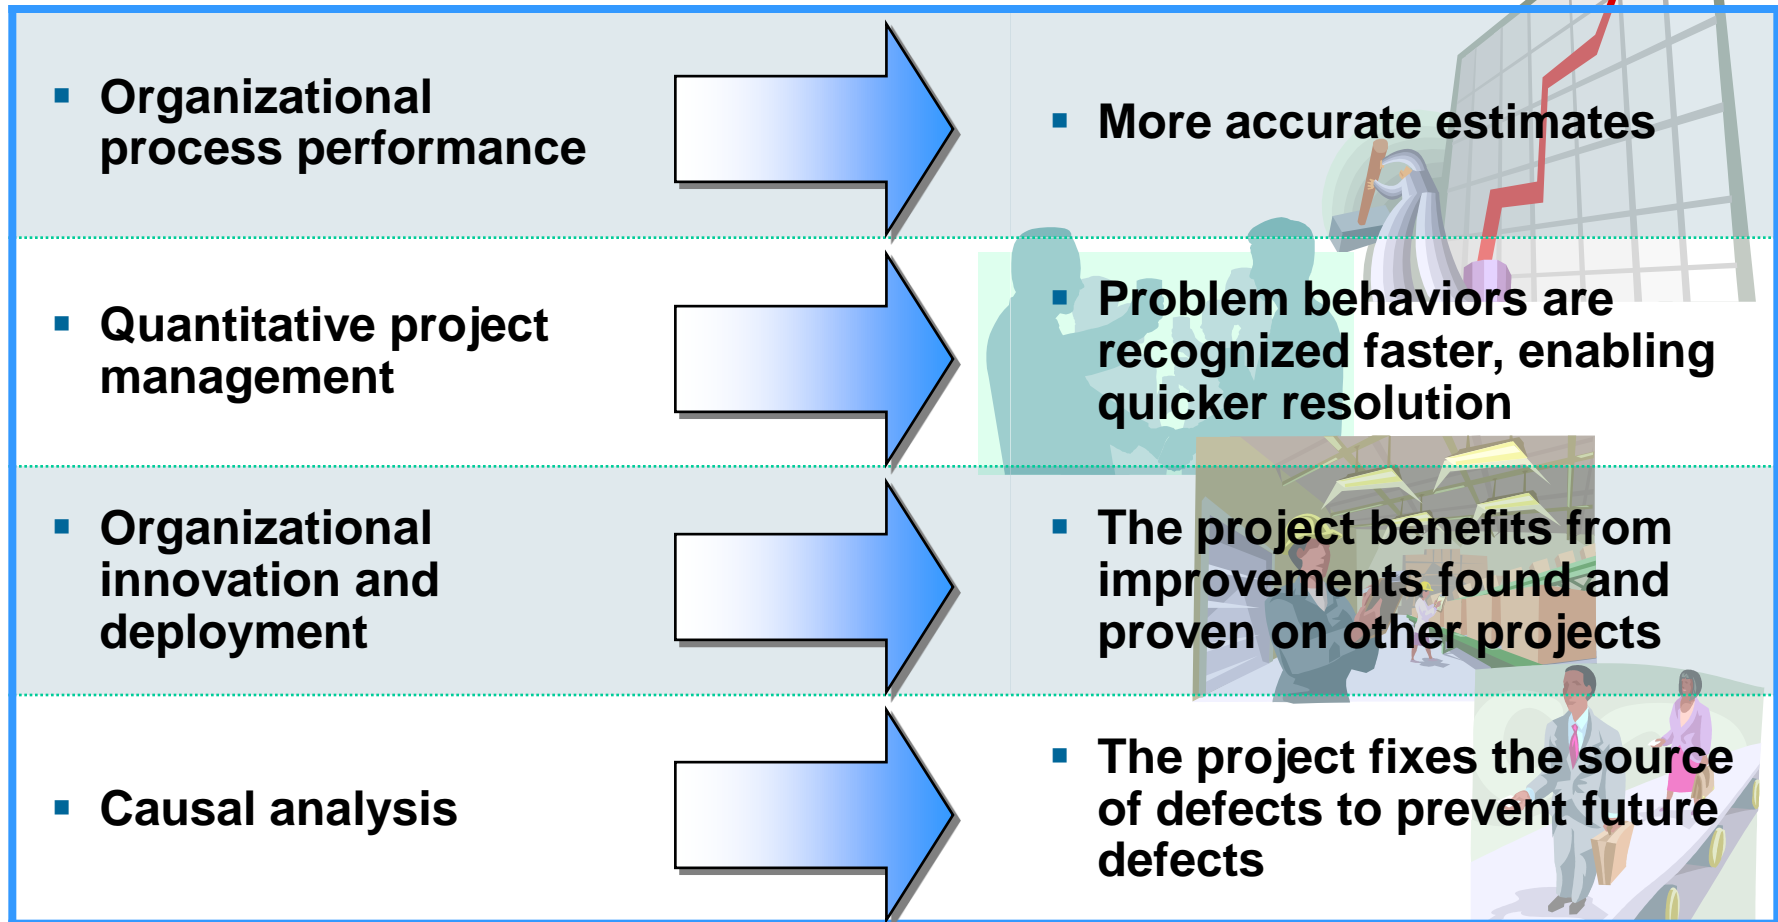 ▪ Organizational
process performance
▪ More accurate estimates
▪ Quantitative project
management
▪ Problem behaviors are
recognized faster, enabling
quicker resolution
▪ Organizational
innovation and
deployment
▪ The project benefits from
improvements found and
proven on other projects
▪ Causal analysis
▪ The project fixes the source
of defects to prevent future
defects